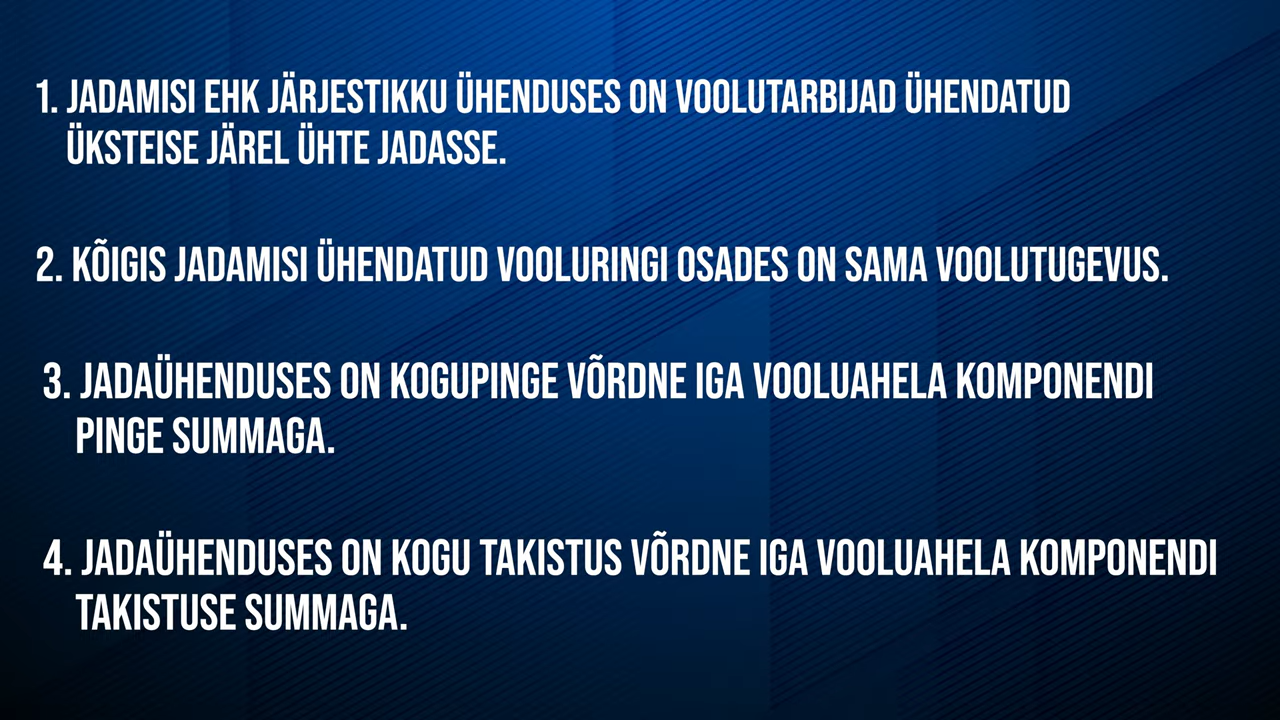 1. JADAMISI EHK JÄRJESTIKKU ÜHENDUSES ON VOOLUTARBIJAD ÜHENDATUD
ÜKSTEISE JÄREL ÜHTE JADASSE.
2. KÕIGIS JADAMISI ÜHENDATUD VOOLURINGI OSADES ON SAMA VOOLUTUGEVUS.
3. JADAÜHENDUSES ON KOGUPINGE VÕRDNE IGA VOOLUAHELA KOMPONENDI
PINGE SUMMAGA.
4. JADAÜHENDUSES ON KOGU TAKISTUS VÕRDNE IGA VOOLUAHELA KOMPONENDI
TAKISTUSE SUMMAGA.